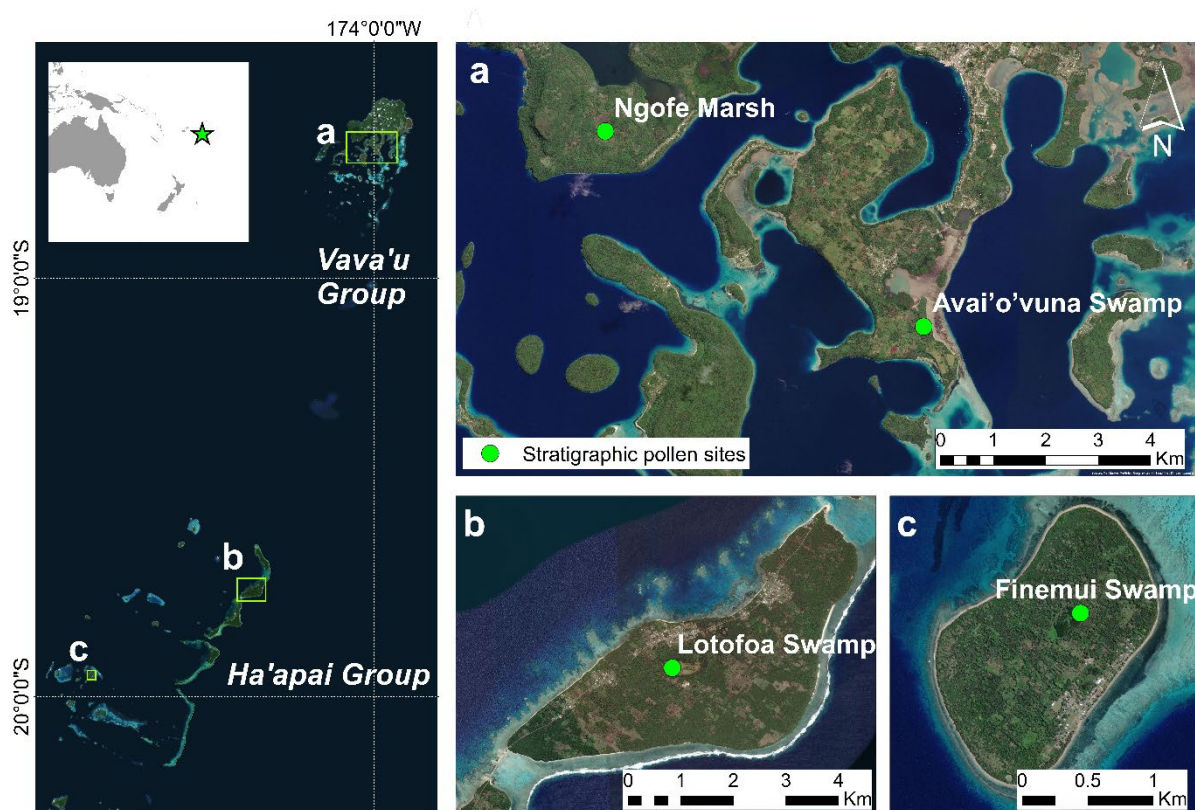 174°0'0"W
a
Vava'u
Group
19°0'0"S
b
c
Ha'apai Group
20°0'0"S
a
Ngofe Marsh
N
Avai’o’vuna Swamp
Stratigraphic pollen sites
0 1 2 3 4
Km
b
Lotofoa Swamp
0 1 2 3 4
Km
c
Finemui Swamp
0 0.5 1
Km